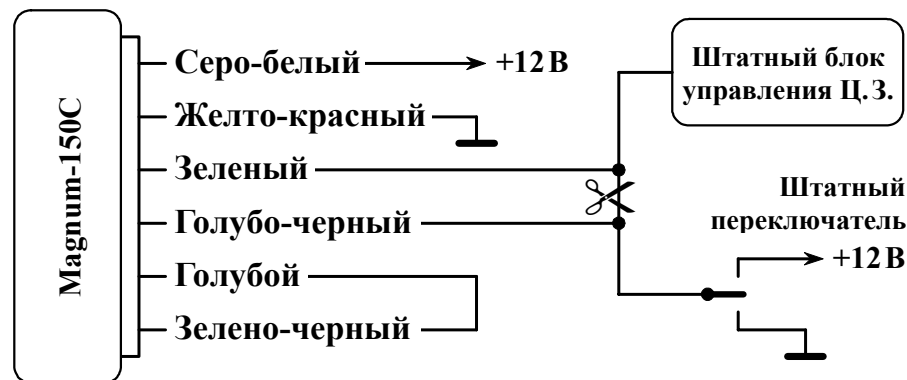 Magnum-150C
Серо-белый
+12 В
Желто-красный
Зеленый
Голубо-черный
Голубой
Зелено-черный
Штатный блок
управления Ц. З.
Штатный
переключатель
+12 В